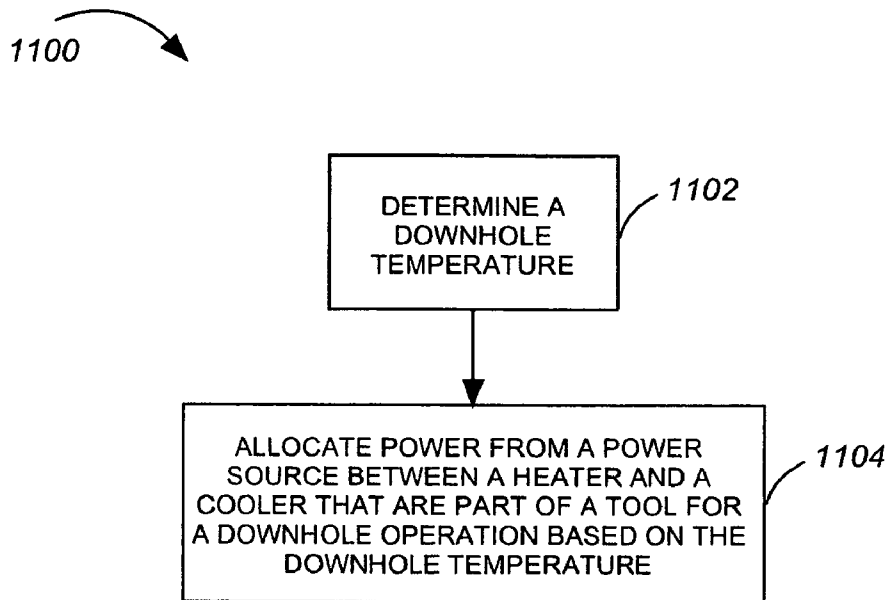 1100
DETERMINE A
DOWNHOLE
TEMPERATURE
1102
ALLOCATE POWER FROM A POWER
SOURCE BETWEEN A HEATER AND A
COOLER THAT ARE PART OF A TOOL FOR
A DOWNHOLE OPERATION BASED ON THE
DOWNHOLE TEMPERATURE
1104